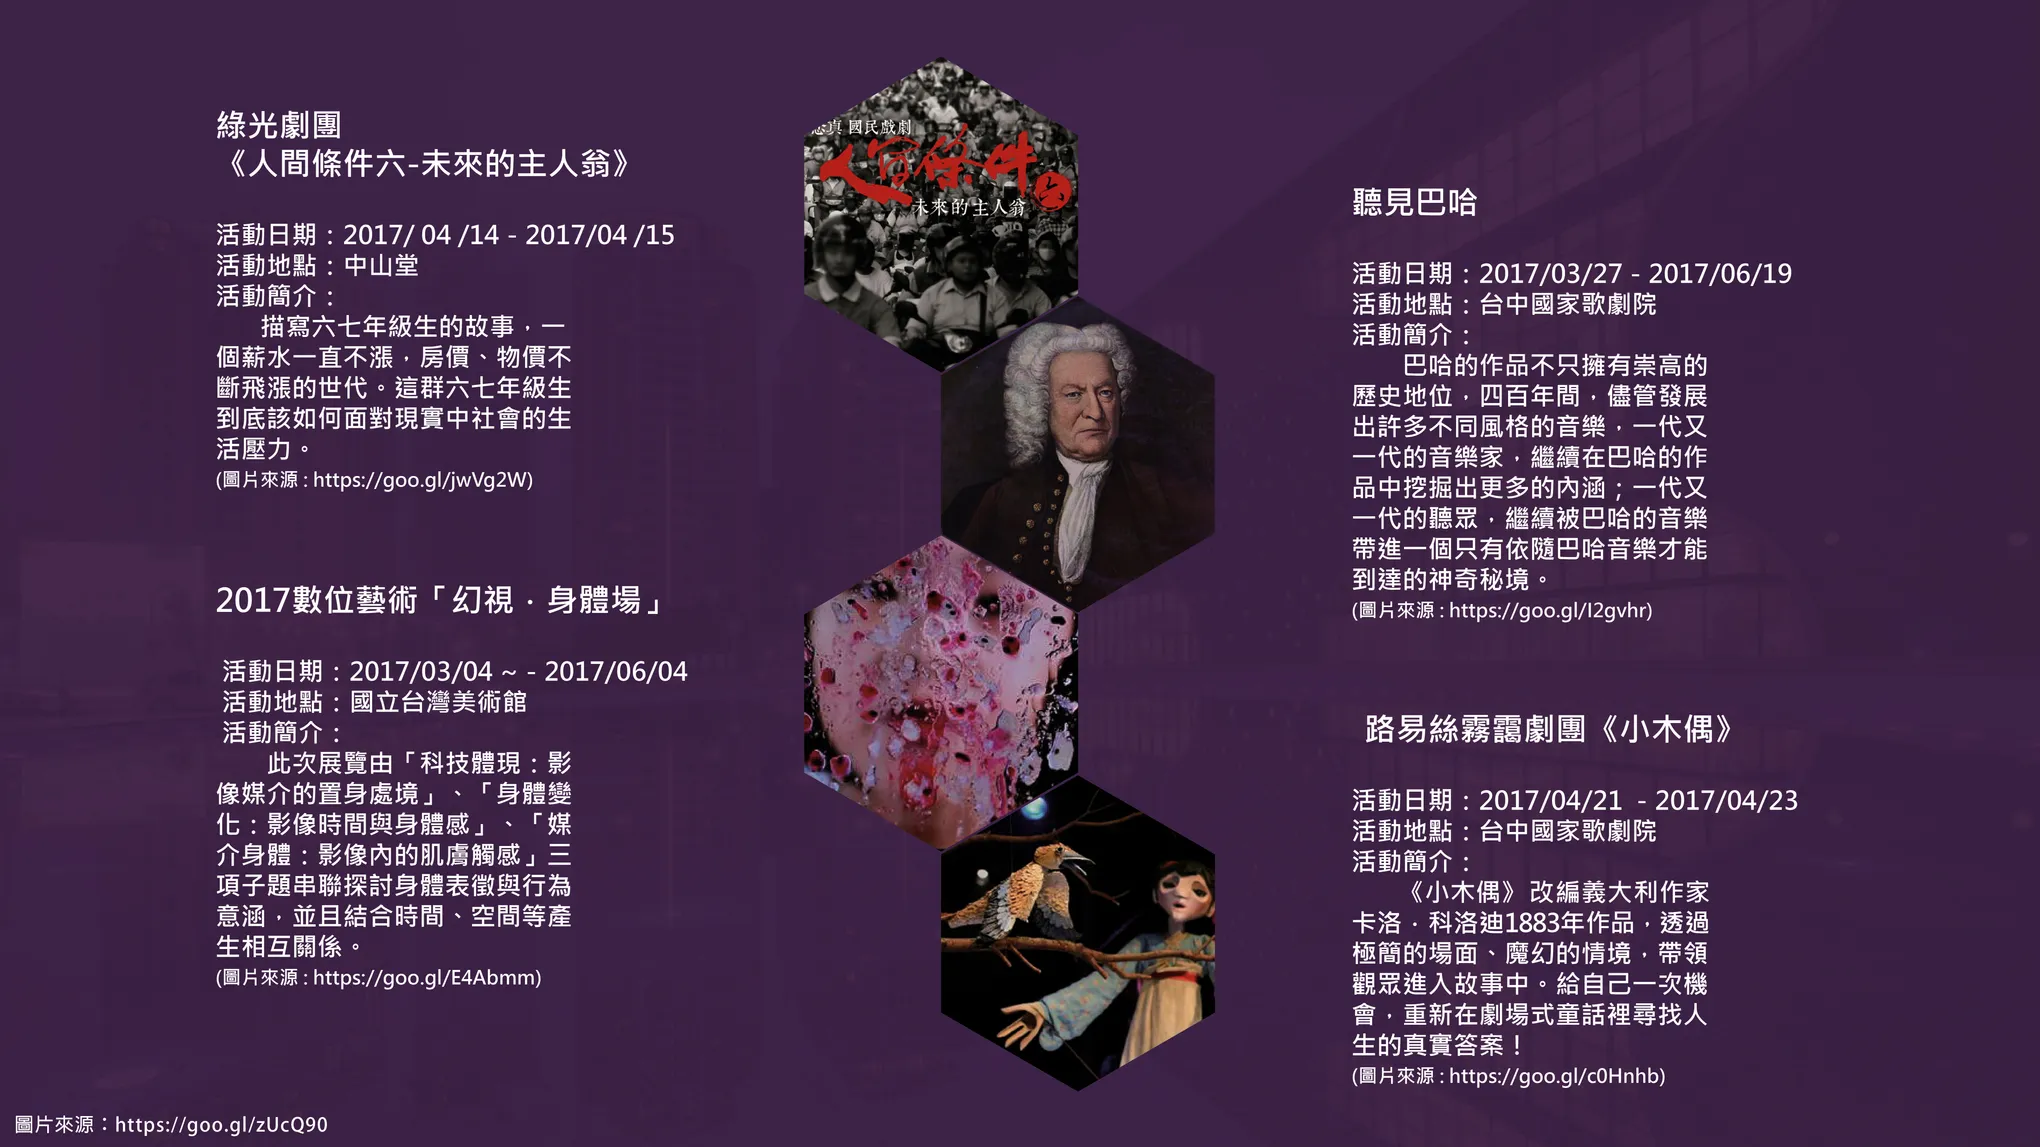 綠光劇團
《人間條件六-未來的主人翁》
活動日期：2017/ 04 /14 - 2017/04 /15
活動地點：中山堂
活動簡介：
描寫六七年級生的故事，一
個薪水一直不漲，房價、物價不
斷飛漲的世代。這群六七年級生
到底該如何面對現實中社會的生
活壓力。
(圖片來源 : https://goo.gl/jwVg2W)
2017數位藝術「幻視．身體場」
活動日期：2017/03/04 ~ - 2017/06/04
活動地點：國立台灣美術館
活動簡介：
此次展覽由「科技體現：影
像媒介的置身處境」、「身體變
化：影像時間與身體感」、「媒
介身體：影像內的肌膚觸感」三
項子題串聯探討身體表徵與行為
意涵，並且結合時間、空間等產
生相互關係。
(圖片來源 : https://goo.gl/E4Abmm)
真 國民戲劇
人間條件 六
未來的主人翁
聽見巴哈
活動日期：2017/03/27 - 2017/06/19
活動地點：台中國家歌劇院
活動簡介：
巴哈的作品不只擁有崇高的
歷史地位，四百年間，儘管發展
出許多不同風格的音樂，一代又
一代的音樂家，繼續在巴哈的作
品中挖掘出更多的內涵；一代又
一代的聽眾，繼續被巴哈的音樂
帶進一個只有依隨巴哈音樂才能
到達的神奇秘境。
(圖片來源 : https://goo.gl/I2gvhr)
路易絲霧靄劇團《小木偶》
活動日期：2017/04/21 - 2017/04/23
活動地點：台中國家歌劇院
活動簡介：
《小木偶》改編義大利作家
卡洛．科洛迪1883年作品，透過
極簡的場面、魔幻的情境，帶領
觀眾進入故事中。給自己一次機
會，重新在劇場式童話裡尋找人
生的真實答案！
(圖片來源 : https://goo.gl/c0Hnhb)
圖片來源：https://goo.gl/zUcQ90